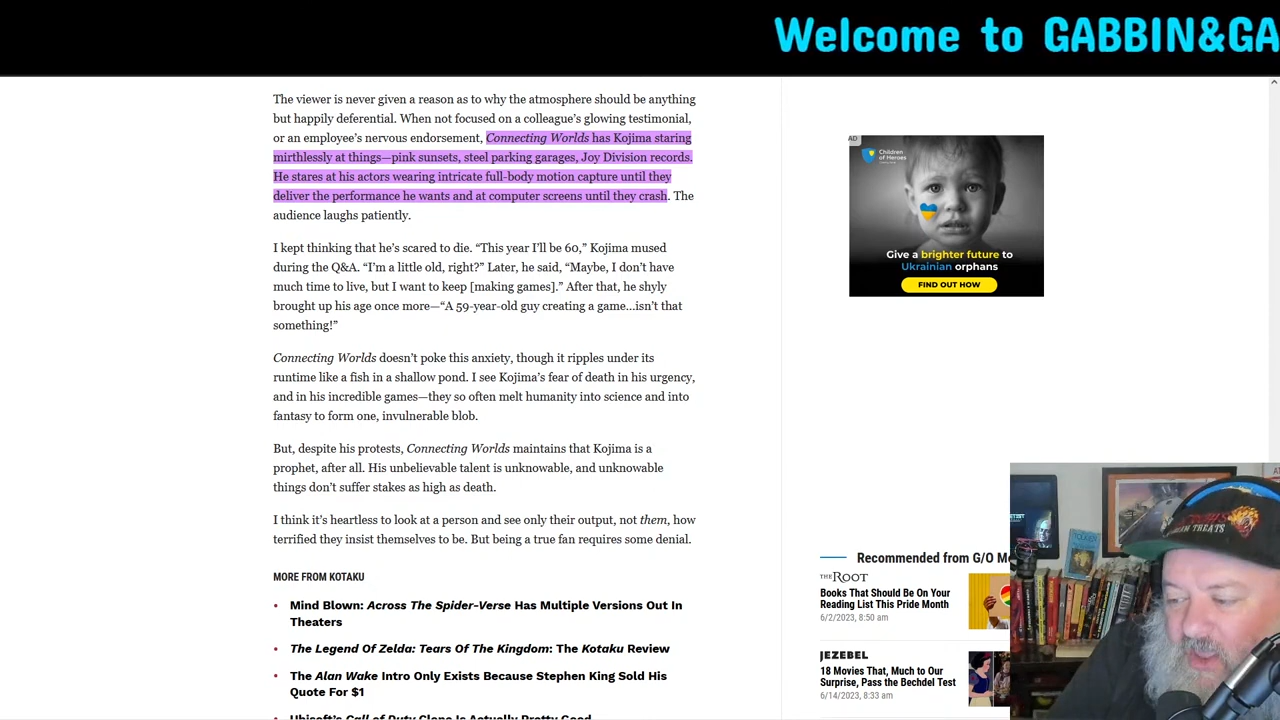 Welcome to GABBIN&GA
The viewer is never given a reason as to why the atmosphere should be anything
but happily deferential. When not focused on a colleague's glowing testimonial,
or an employee's nervous endorsement, Connecting Worlds has Kojima staring
mirthlessly at things—pink sunsets, steel parking garages, Joy Division records.
He stares at his actors wearing intricate full-body motion capture until they
deliver the performance he wants and at computer screens until they crash. The
audience laughs patiently.
I kept thinking that he's scared to die. “This year I'll be 60,” Kojima mused
during the Q&A. “I'm a little old, right?” Later, he said, “Maybe, I don't have
much time to live, but I want to keep [making games].” After that, he shyly
brought up his age once more—“A 59-year-old guy creating a game…isn't that
something!”
Connecting Worlds doesn't poke this anxiety, though it ripples under its
runtime like a fish in a shallow pond. I see Kojima's fear of death in his urgency,
and in his incredible games—they so often melt humanity into science and into
fantasy to form one, invulnerable blob.
But, despite his protests, Connecting Worlds maintains that Kojima is a
prophet, after all. His unbelievable talent is unknowable, and unknowable
things don't suffer stakes as high as death.
I think it's heartless to look at a person and see only their output, not them, how
terrified they insist themselves to be. But being a true fan requires some denial.
MORE FROM KOTAKU
• Mind Blown: Across The Spider-Verse Has Multiple Versions Out In
Theaters
• The Legend Of Zelda: Tears Of The Kingdom: The Kotaku Review
• The Alan Wake Intro Only Exists Because Stephen King Sold His
Quote For $1
Ubisoft's Call of Duty Clone Is Actually Pretty Good
AD
Children
of Heroes
Give a brighter future to
Ukrainian orphans
FIND OUT HOW
Recommended from G/O M
THE ROOT
Books That Should Be On Your
Reading List This Pride Month
6/2/2023, 8:50 am
JEZEBEL
18 Movies That, Much to Our
Surprise, Pass the Bechdel Test
6/14/2023, 8:33 am
TREATS